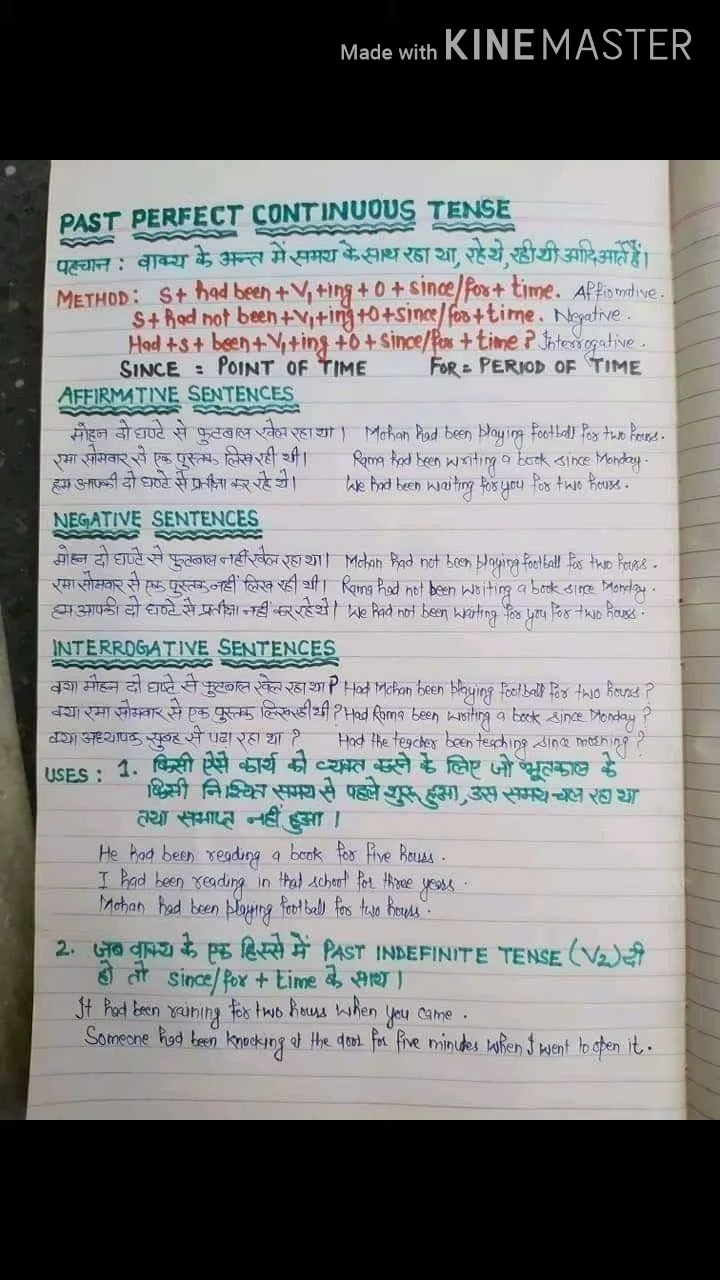 Made with KINEMASTER
PAST PERFECT CONTINUOUS TENSE
पहचान : वाक्य के अन्त में समय के साथ रहा था, रहे थे, रही थी आदि आते हैं।
METHOD: S+ had been + V₁ +ing + O + since/for + time. Affirmative.
S+ had not been + V₁ +ing +O+since/for+time. Negative.
Had +s + been + V₁ + ing +O + since/for + time ? Interrogative.
SINCE = POINT OF TIME FOR = PERIOD OF TIME
AFFIRMATIVE SENTENCES
मोहन दो घण्टे से फुटबाल खेल रहा था। Mohan had been playing football for two hours.
रमा सोमवार से एक पुस्तक लिख रही थी। Rama had been writing a book since Monday.
हम आपकी दो घण्टे से प्रतीक्षा कर रहे थे। We had been waiting for you for two hours.
NEGATIVE SENTENCES
मोहन दो घण्टे से फुटबाल नहीं खेल रहा था। Mohan had not been playing football for two hours.
रमा सोमवार से एक पुस्तक नहीं लिख रही थी। Rama had not been writing a book since Monday.
हम आपकी दो घण्टे से प्रतीक्षा नहीं कर रहे थे। We had not been waiting for you for two hours.
INTERROGATIVE SENTENCES
क्या मोहन दो घण्टे से फुटबाल खेल रहा था? Had Mohan been playing football for two hours?
क्या रमा सोमवार से एक पुस्तक लिख रही थी? Had Rama been writing a book since Monday?
क्या अध्यापक सुबह से पढा रहा था? Had the teacher been teaching since morning?
USES : 1. किसी ऐसे कार्य को व्यक्त करने के लिए जो भूतकाल के
किसी निश्चित समय से पहले शुरू हुआ, उस समय चल रहा था
तथा समाप्त नहीं हुआ।
He had been reading a book for five hours.
I had been reading in that school for three years.
Mohan had been playing football for two hours.
2. जब वाक्य के एक हिस्से में PAST INDEFINITE TENSE (V₂) दी
हो तो since/for + time के साथ।
It had been raining for two hours when you came.
Someone had been knocking at the door for five minutes when I went to open it.